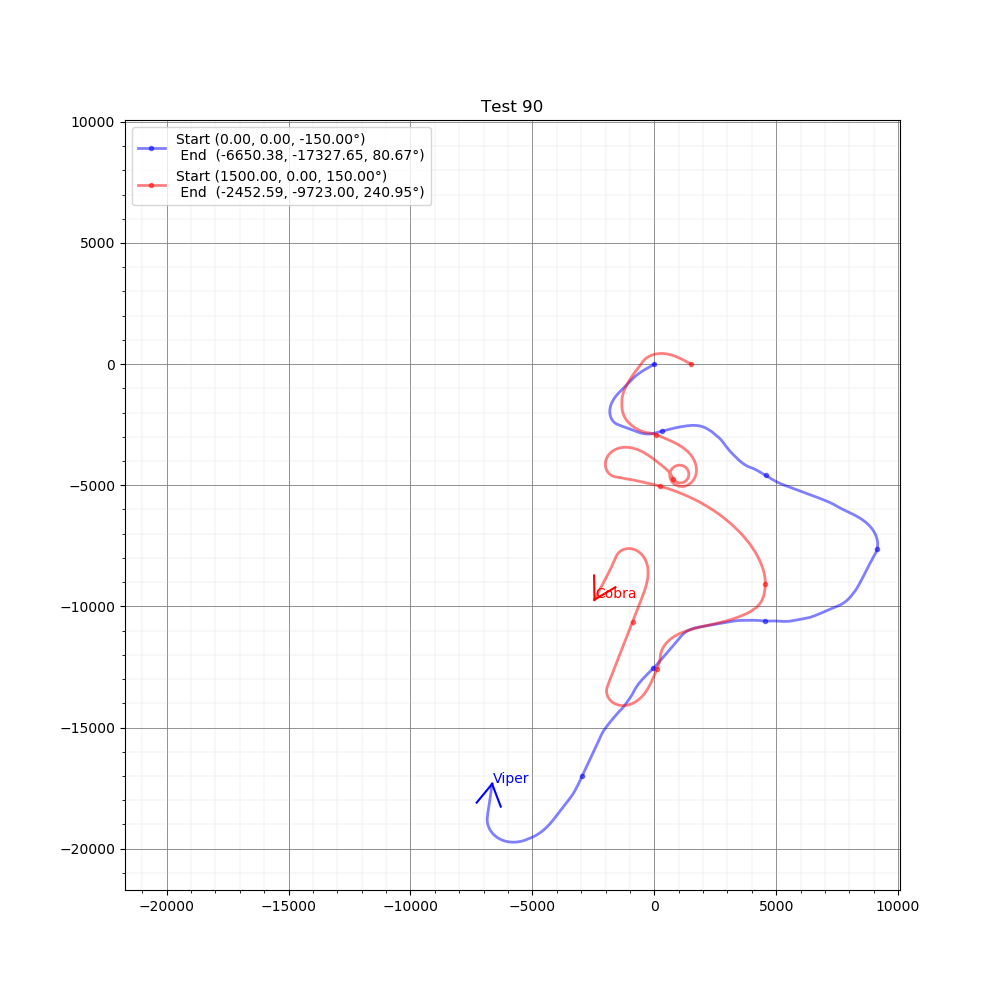 Test 90
Start (0.00, 0.00, -150.00°)
End (-6650.38, -17327.65, 80.67°)
Start (1500.00, 0.00, 150.00°)
End (-2452.59, -9723.00, 240.95°)
10000
5000
0
−5000
−10000
−15000
−20000
Cobra
Viper
−20000 −15000 −10000 −5000 0 5000 10000